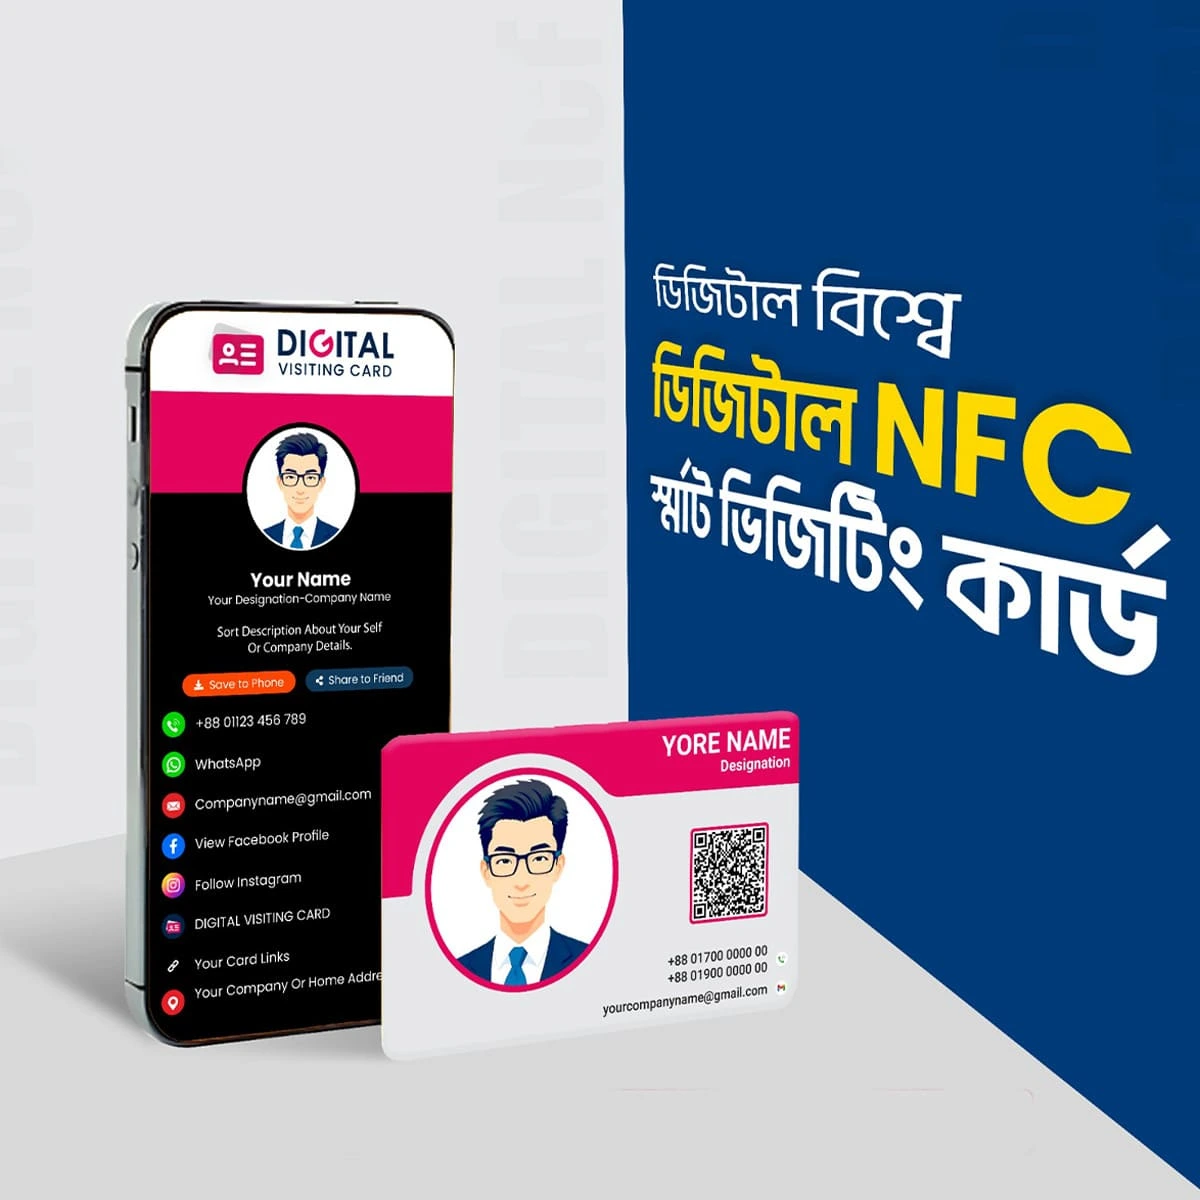 DIGITAL
VISITING CARD
Your Name
Your Designation-Company Name
Sort Description About Your Self
Or Company Details.
Save to Phone
Share to Friend
+88 01123 456 789
WhatsApp
Companyname@gmail.com
View Facebook Profile
Follow Instagram
DIGITAL VISITING CARD
Your Card Links
Your Company Or Home Addre
YORE NAME
Designation
+88 01700 0000 00
+88 01900 0000 00
yourcompanyname@gmail.com
ডিজিটাল বিশ্বে
ডিজিটাল NFC
স্মার্ট ভিজিটিং কার্ড